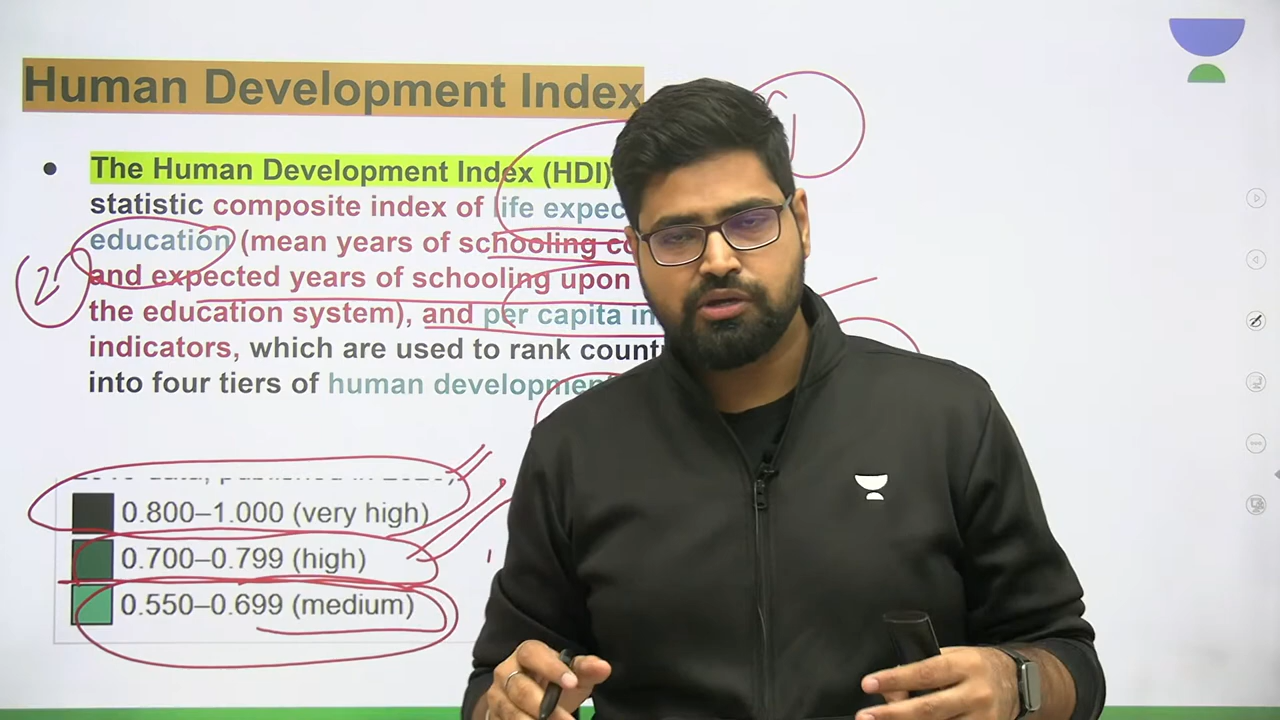 Human Development Index
• The Human Development Index (HDI)
statistic composite index of life expec
education (mean years of schooling co
and expected years of schooling upon
the education system), and per capita in
indicators, which are used to rank count
into four tiers of human development
0.800–1.000 (very high)
0.700–0.799 (high)
0.550–0.699 (medium)
2